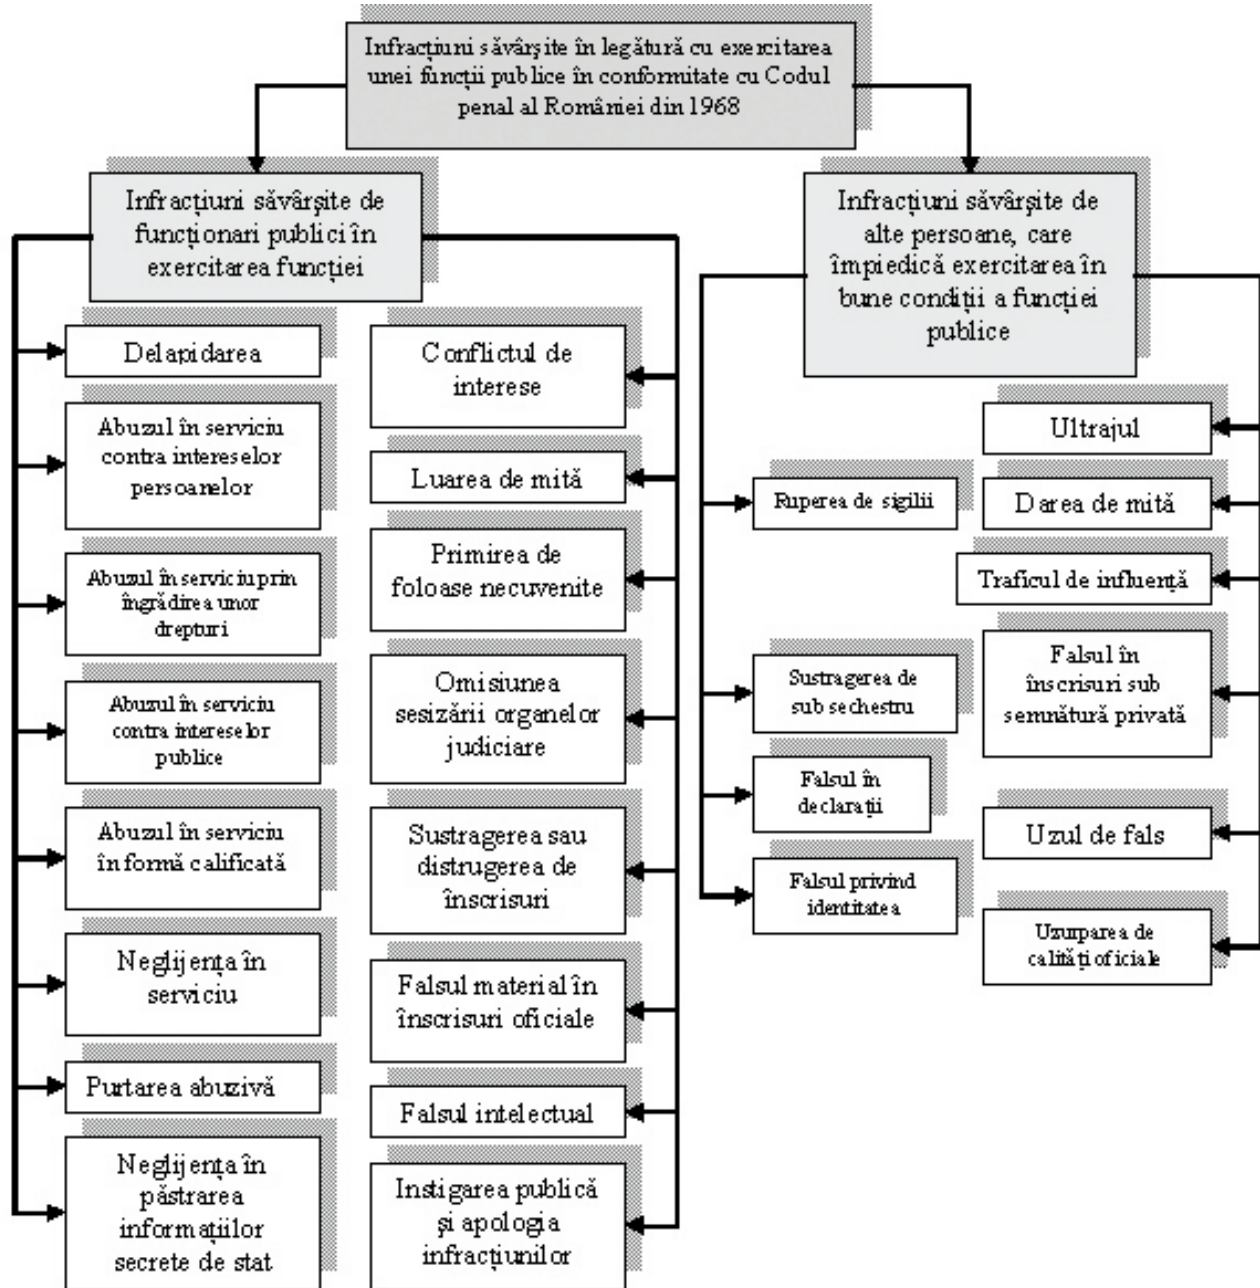 Infracțiuni săvârșite în legătură cu exercitarea
unei funcții publice în conformitate cu Codul
penal al României din 1968
Infracțiuni săvârșite de
funcționari publici în
exercitarea funcției
Delapidarea
Abuzul în serviciu
contra intereselor
persoanelor
Abuzul în serviciu prin
îngrădirea unor
drepturi
Abuzul în serviciu
contra intereselor
publice
Abuzul în serviciu
în formă calificată
Neglijența în
serviciu
Purtarea abuzivă
Neglijența în
păstrarea
informațiilor
secrete de stat
Conflictul de
interese
Luarea de mită
Primirea de
foloase necuvenite
Omisiunea
sesizării organelor
judiciare
Sustragerea sau
distrugerea de
înscrisuri
Falsul material în
înscrisuri oficiale
Falsul intelectual
Instigarea publică
și apologia
infracțiunilor
Infracțiuni săvârșite de
alte persoane, care
împiedică exercitarea în
bune condiții a funcției
publice
Ruperea de sigilii
Sustragerea de
sub sechestru
Falsul în
declarații
Falsul privind
identitatea
Ultrajul
Darea de mită
Traficul de influență
Falsul în
înscrisuri sub
semnătură privată
Uzul de fals
Uzurparea de
calități oficiale